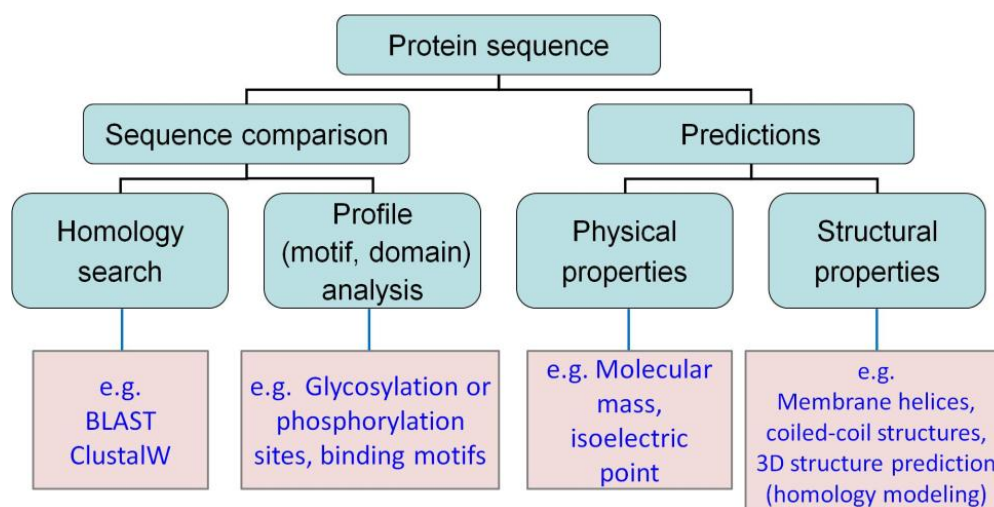 Protein sequence
Sequence comparison
Predictions
Homology
search
Profile
(motif, domain)
analysis
Physical
properties
Structural
properties
e.g.
BLAST
ClustalW
e.g. Glycosylation or
phosphorylation
sites, binding motifs
e.g. Molecular
mass,
isoelectric
point
e.g.
Membrane helices,
coiled-coil structures,
3D structure prediction
(homology modeling)